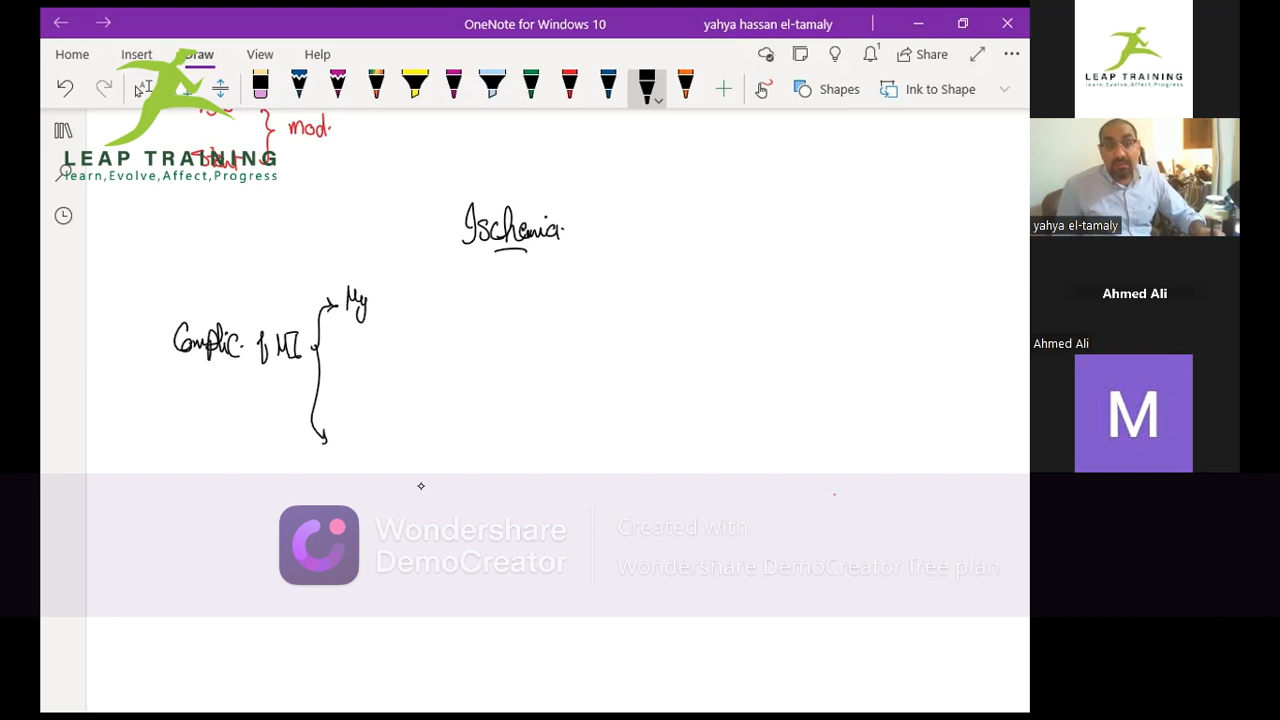 OneNote for Windows 10
yahya hassan el-tamaly
Home Insert Draw View Help
Share
Shapes
Ink to Shape
mod.
LEAP TRAINING
learn,Evolve,Affect,Progress
Ischemia.
My
Complic. of MI
Wondershare
DemoCreator
Created with
Wondershare DemoCreator free plan
LEAP TRAINING
Learn, Evolve, Affect, Progress
yahya el-tamaly
Ahmed Ali
Ahmed Ali
M